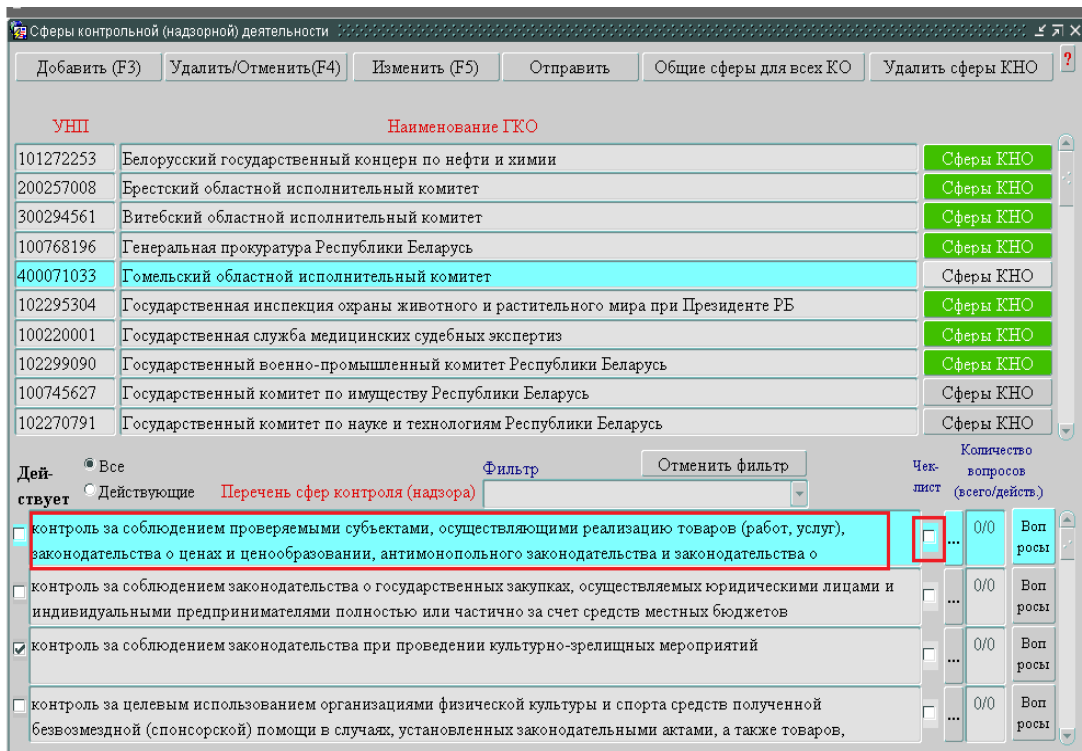 Сферы контрольной (надзорной) деятельности
Добавить (F3) Удалить/Отменить(F4) Изменить (F5) Отправить Общие сферы для всех КО Удалить сферы КНО ?
УНП Наименование ГКО
101272253 Белорусский государственный концерн по нефти и химии Сферы КНО
200257008 Брестский областной исполнительный комитет Сферы КНО
300294561 Витебский областной исполнительный комитет Сферы КНО
100768196 Генеральная прокуратура Республики Беларусь Сферы КНО
400071033 Гомельский областной исполнительный комитет Сферы КНО
102295304 Государственная инспекция охраны животного и растительного мира при Президенте РБ Сферы КНО
100220001 Государственная служба медицинских судебных экспертиз Сферы КНО
102299090 Государственный военно-промышленный комитет Республики Беларусь Сферы КНО
100745627 Государственный комитет по имуществу Республики Беларусь Сферы КНО
102270791 Государственный комитет по науке и технологиям Республики Беларусь Сферы КНО
Дей-
ствует
Все
Действующие
Перечень сфер контроля (надзора)
Фильтр
Отменить фильтр
Чек-
лист
Количество
вопросов
(всего/действ.)
контроль за соблюдением проверяемыми субъектами, осуществляющими реализацию товаров (работ, услуг),
законодательства о ценах и ценообразовании, антимонопольного законодательства и законодательства о
... 0/0 Воп
росы
контроль за соблюдением законодательства о государственных закупках, осуществляемых юридическими лицами и
индивидуальными предпринимателями полностью или частично за счет средств местных бюджетов
... 0/0 Воп
росы
контроль за соблюдением законодательства при проведении культурно-зрелищных мероприятий
... 0/0 Воп
росы
контроль за целевым использованием организациями физической культуры и спорта средств полученной
безвозмездной (спонсорской) помощи в случаях, установленных законодательными актами, а также товаров,
... 0/0 Воп
росы